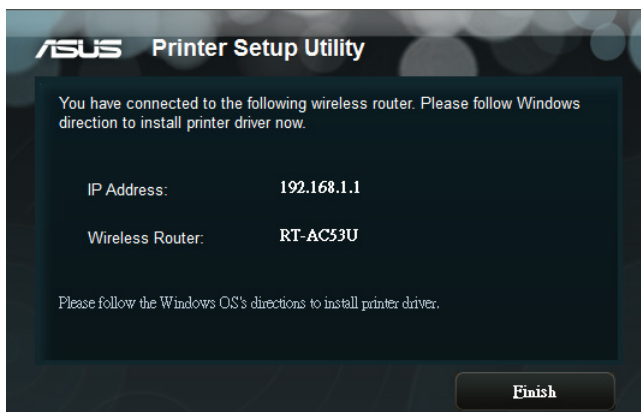 ASUS Printer Setup Utility
You have connected to the following wireless router. Please follow Windows
direction to install printer driver now.
IP Address: 192.168.1.1
Wireless Router: RT-AC53U
Please follow the Windows OS's directions to install printer driver.
Finish